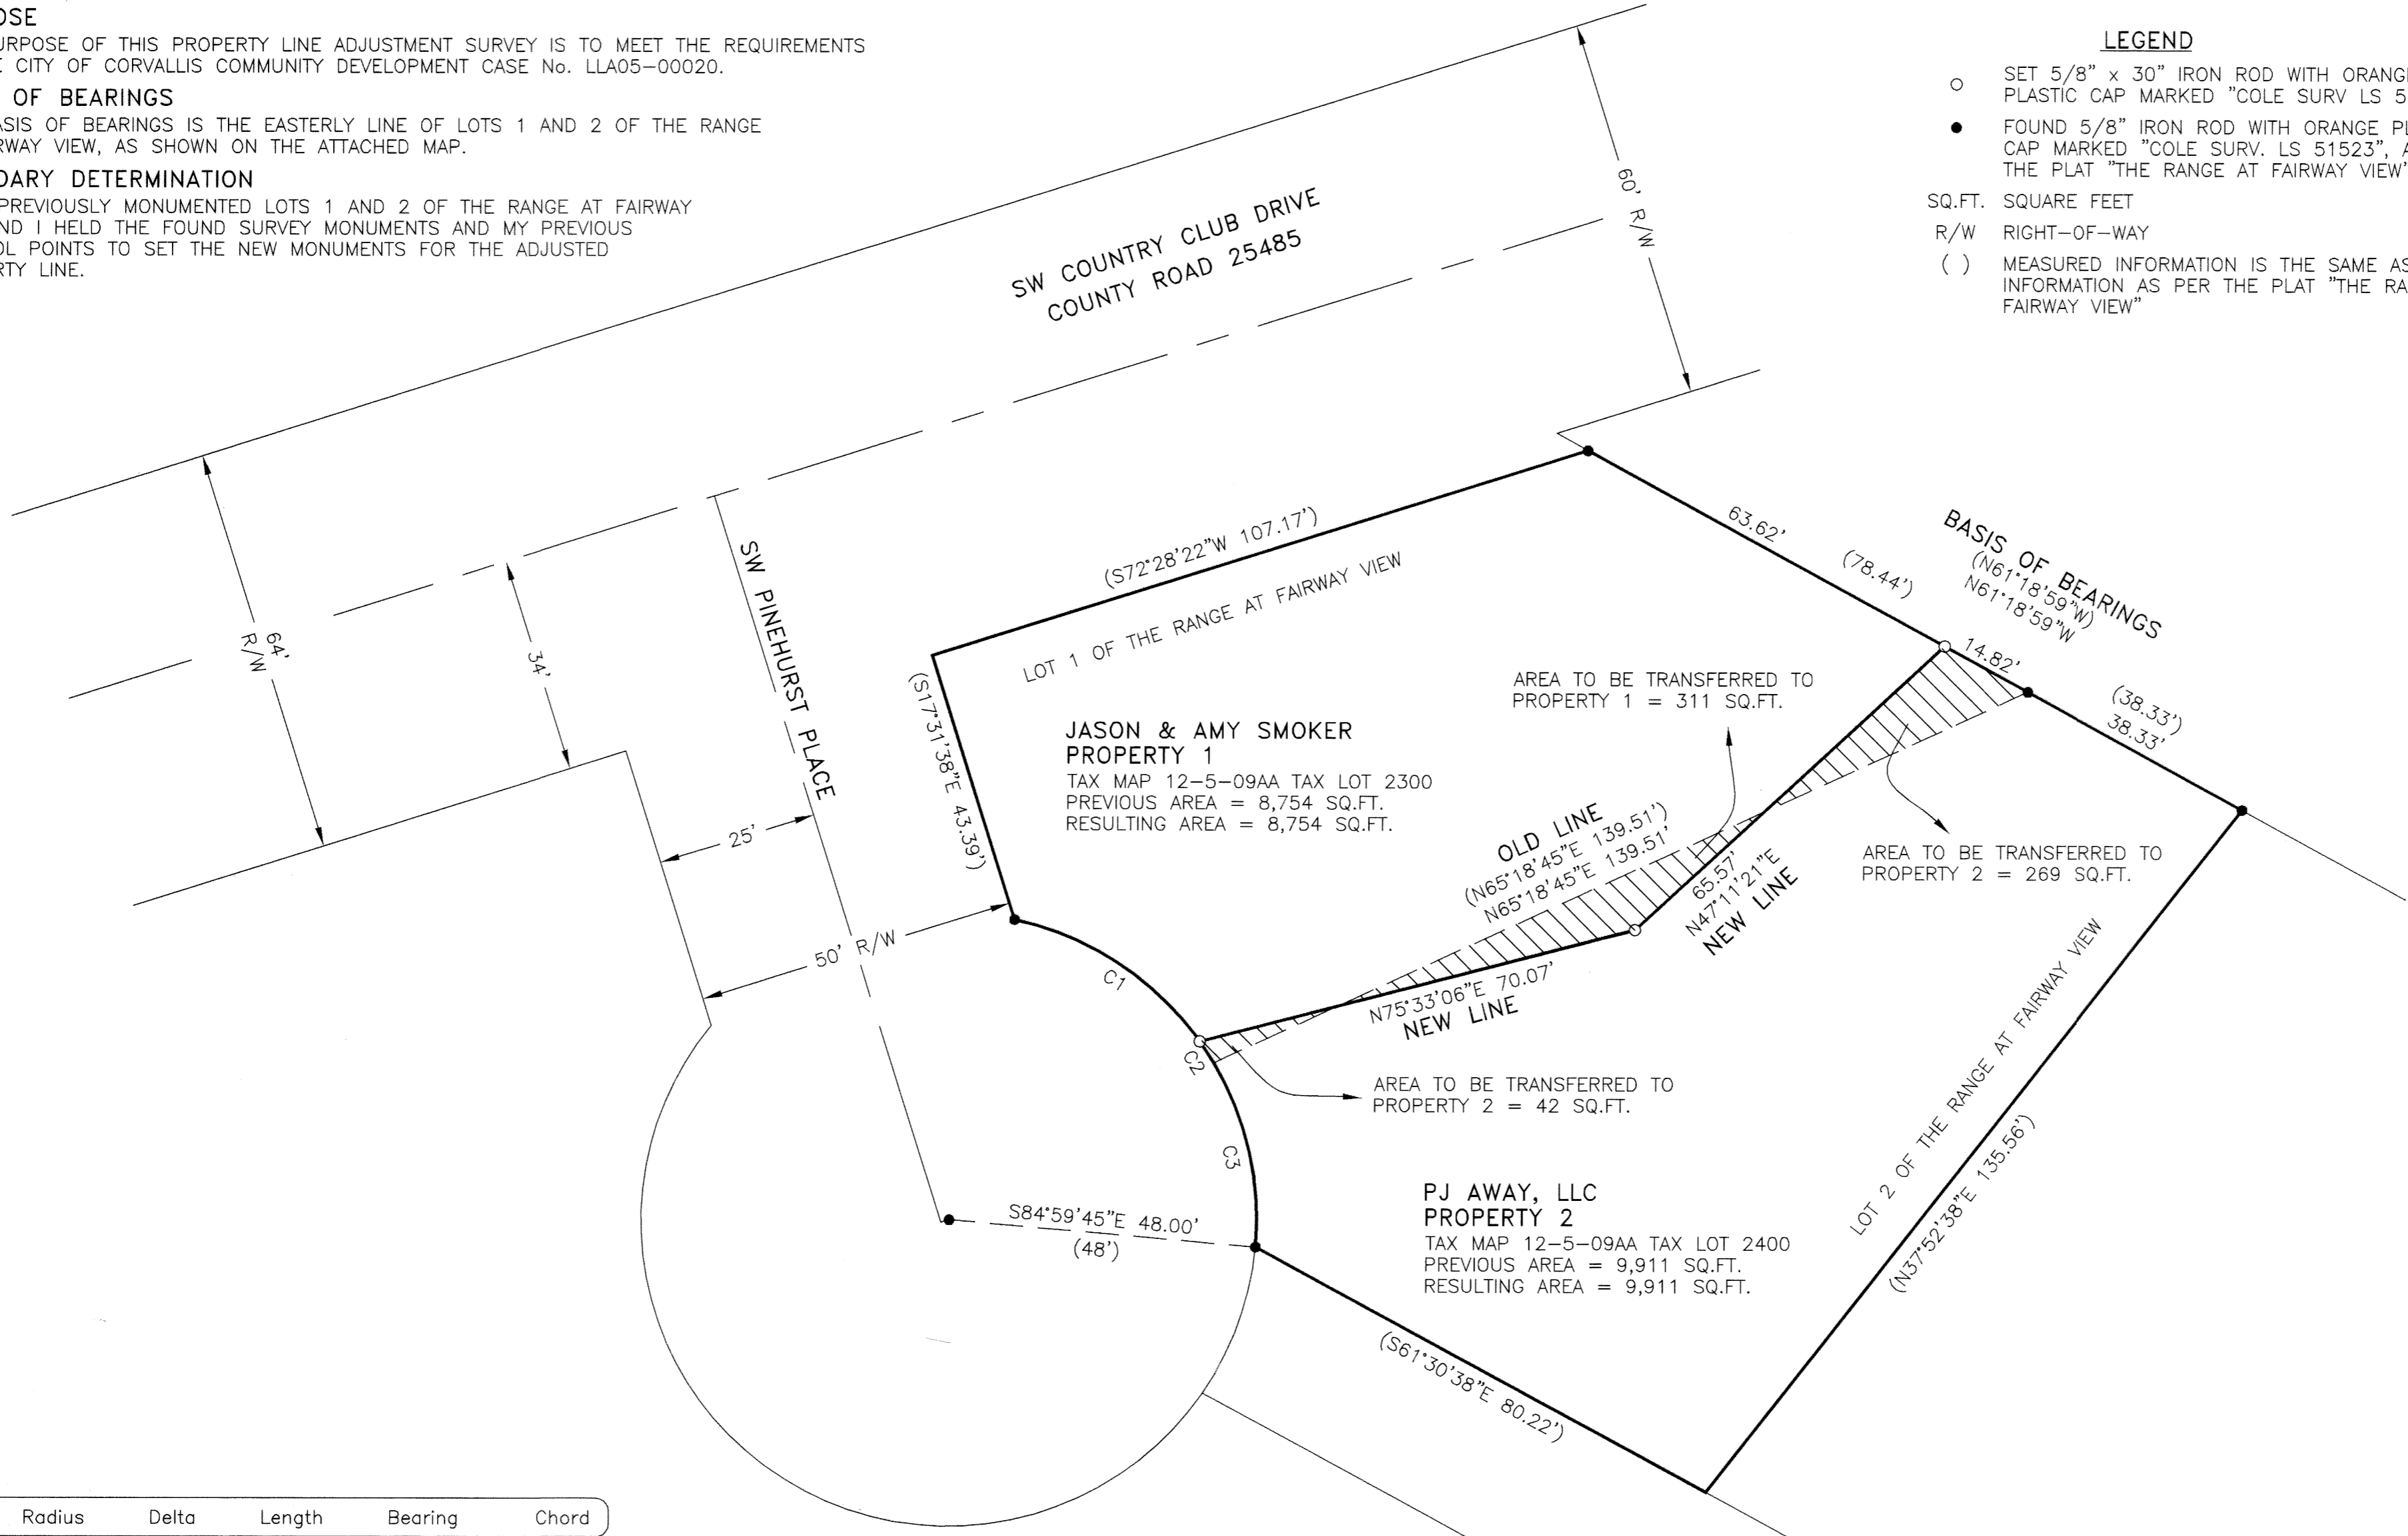 OSE
URPOSE OF THIS PROPERTY LINE ADJUSTMENT SURVEY IS TO MEET THE REQUIREMENTS
E CITY OF CORVALLIS COMMUNITY DEVELOPMENT CASE No. LLA05-00020.
OF BEARINGS
ASIS OF BEARINGS IS THE EASTERLY LINE OF LOTS 1 AND 2 OF THE RANGE
RWAY VIEW, AS SHOWN ON THE ATTACHED MAP.
DARY DETERMINATION
PREVIOUSLY MONUMENTED LOTS 1 AND 2 OF THE RANGE AT FAIRWAY
ND I HELD THE FOUND SURVEY MONUMENTS AND MY PREVIOUS
OL POINTS TO SET THE NEW MONUMENTS FOR THE ADJUSTED
RTY LINE.
LEGEND
SET 5/8" x 30" IRON ROD WITH ORANGE
PLASTIC CAP MARKED "COLE SURV LS 5
FOUND 5/8" IRON ROD WITH ORANGE PL
CAP MARKED "COLE SURV. LS 51523", A
THE PLAT "THE RANGE AT FAIRWAY VIEW"
SQ.FT. SQUARE FEET
R/W RIGHT-OF-WAY
( ) MEASURED INFORMATION IS THE SAME AS
INFORMATION AS PER THE PLAT "THE RA
FAIRWAY VIEW"
SW COUNTRY CLUB DRIVE
COUNTY ROAD 25485
60' R/W
64'
R/W
34'
SW PINEHURST PLACE
25'
50' R/W
(S72°28'22"W 107.17')
LOT 1 OF THE RANGE AT FAIRWAY VIEW
(S17°31'38"E 43.39')
63.62'
(78.44')
BASIS OF BEARINGS
(N61°18'59"W)
N61°18'59"W
14.82'
(38.33')
38.33'
JASON & AMY SMOKER
PROPERTY 1
TAX MAP 12-5-09AA TAX LOT 2300
PREVIOUS AREA = 8,754 SQ.FT.
RESULTING AREA = 8,754 SQ.FT.
AREA TO BE TRANSFERRED TO
PROPERTY 1 = 311 SQ.FT.
OLD LINE
(N65°18'45"E 139.51')
N65°18'45"E 139.51'
65.57'
N47°11'21"E
NEW LINE
AREA TO BE TRANSFERRED TO
PROPERTY 2 = 269 SQ.FT.
N75°33'06"E 70.07'
NEW LINE
C1
C2
C3
AREA TO BE TRANSFERRED TO
PROPERTY 2 = 42 SQ.FT.
S84°59'45"E 48.00'
(48')
PJ AWAY, LLC
PROPERTY 2
TAX MAP 12-5-09AA TAX LOT 2400
PREVIOUS AREA = 9,911 SQ.FT.
RESULTING AREA = 9,911 SQ.FT.
LOT 2 OF THE RANGE AT FAIRWAY VIEW
(N37°52'38"E 135.56')
(S61°30'38"E 80.22')
Radius Delta Length Bearing Chord